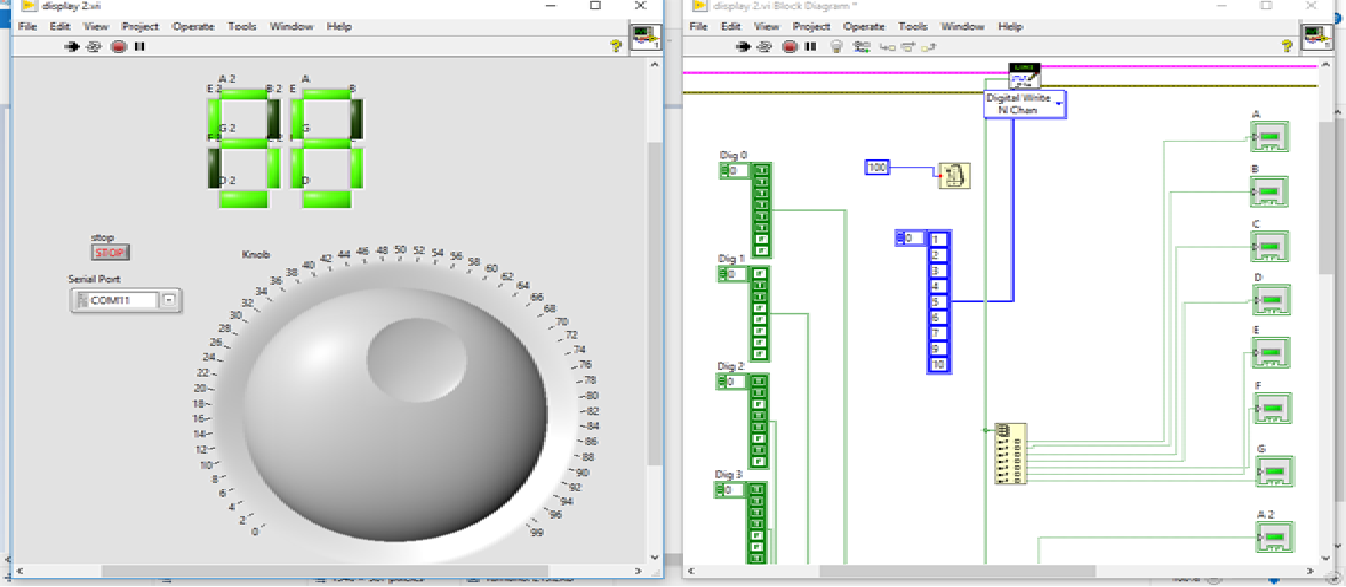 display 2.vi
File Edit View Project Operate Tools Window Help
A 2 A
E 2 B 2 E B
G 2 G
D 2 D
stop
STOP
Serial Port
COM11
Knob
0
2
4
6
8
10
12
14
16
18
20
22
24
26
28
30
32
34
36
38
40
42
44
46
48
50
52
54
56
58
60
62
64
66
68
70
72
74
76
78
80
82
84
86
88
90
92
94
96
99
display 2.vi Block Diagram *
File Edit View Project Operate Tools Window Help
LINX
Digital Write
N Chan
Dig 0
0
100
0
1
2
3
4
5
6
7
9
10
Dig 1
0
Dig 2
0
Dig 3
0
A
B
C
D
E
F
G
A 2